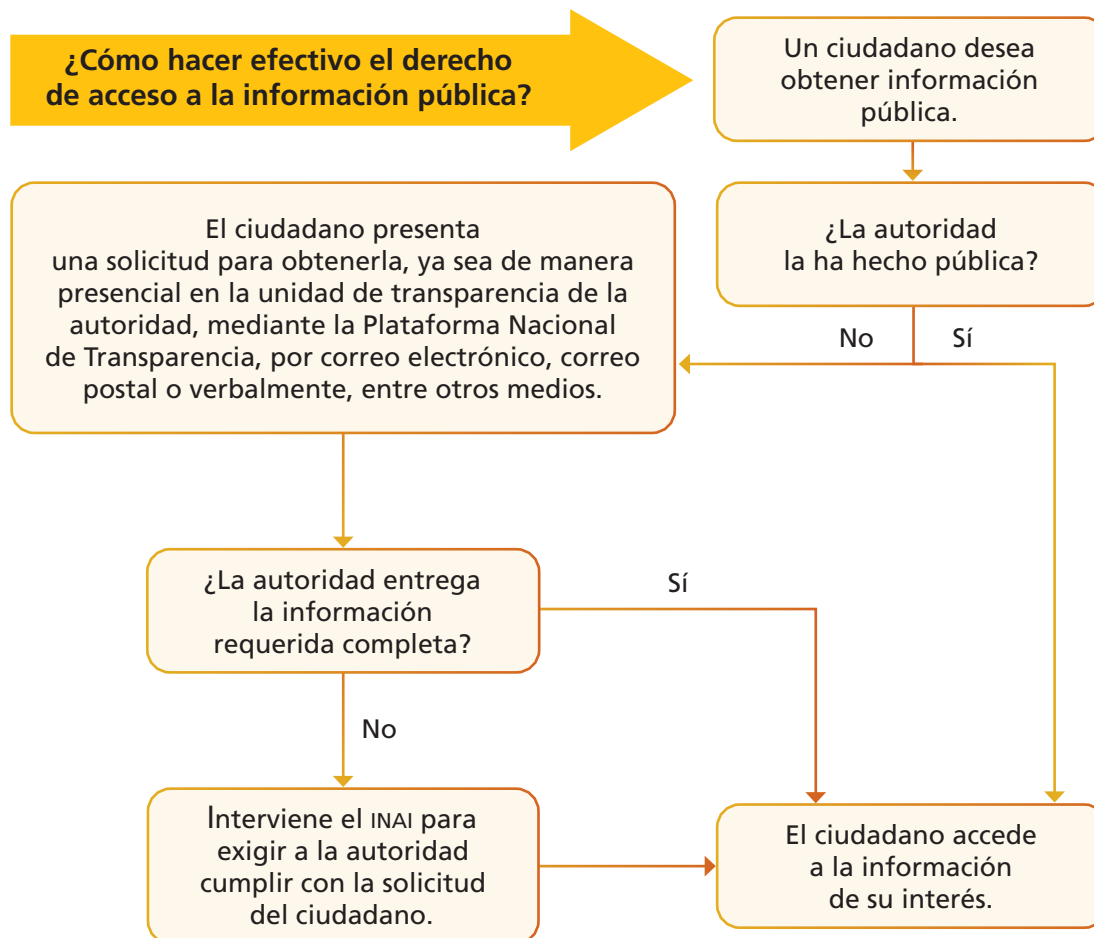 ¿Cómo hacer efectivo el derecho
de acceso a la información pública?
Un ciudadano desea
obtener información
pública.
¿La autoridad
la ha hecho pública?
No
Sí
El ciudadano presenta
una solicitud para obtenerla, ya sea de manera
presencial en la unidad de transparencia de la
autoridad, mediante la Plataforma Nacional
de Transparencia, por correo electrónico, correo
postal o verbalmente, entre otros medios.
¿La autoridad entrega
la información
requerida completa?
Sí
No
Interviene el INAI para
exigir a la autoridad
cumplir con la solicitud
del ciudadano.
El ciudadano accede
a la información
de su interés.